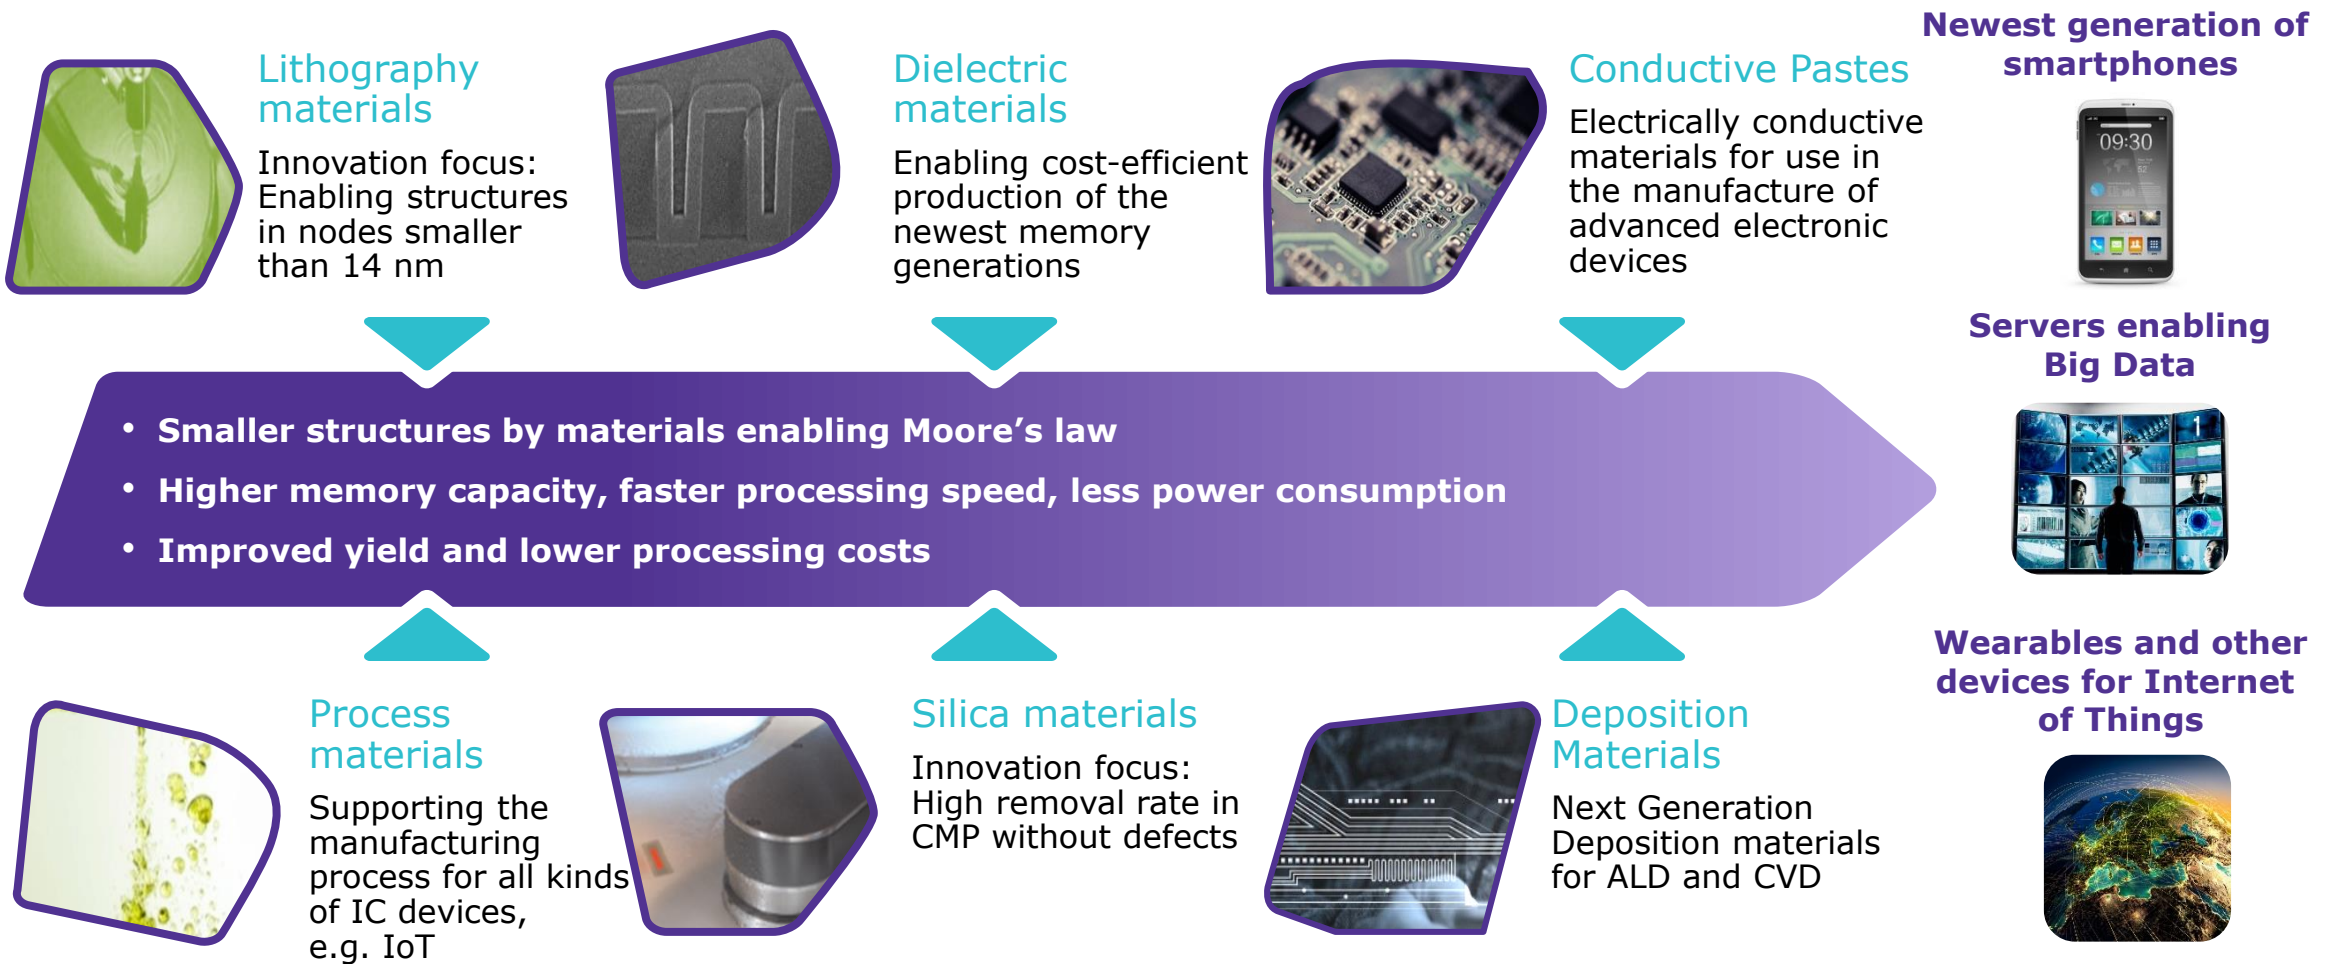 Lithography
materials
Innovation focus:
Enabling structures
in nodes smaller
than 14 nm
Dielectric
materials
Enabling cost-efficient
production of the
newest memory
generations
Conductive Pastes
Electrically conductive
materials for use in
the manufacture of
advanced electronic
devices
Newest generation of
smartphones
09:30
Servers enabling
Big Data
1
• Smaller structures by materials enabling Moore’s law
• Higher memory capacity, faster processing speed, less power consumption
• Improved yield and lower processing costs
Process
materials
Supporting the
manufacturing
process for all kinds
of IC devices,
e.g. IoT
Silica materials
Innovation focus:
High removal rate in
CMP without defects
Deposition
Materials
Next Generation
Deposition materials
for ALD and CVD
Wearables and other
devices for Internet
of Things